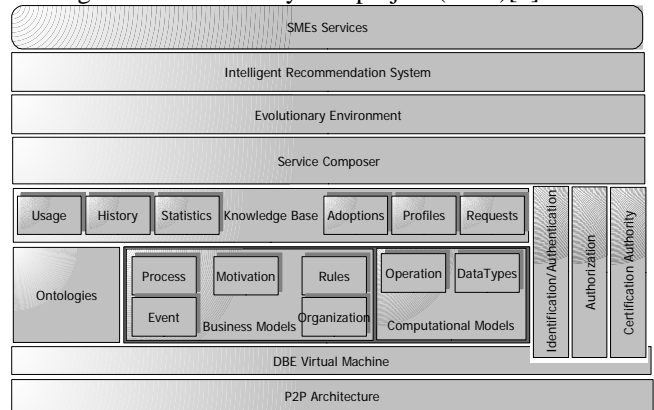 SMEs Services
Intelligent Recommendation System
Evolutionary Environment
Service Composer
Usage History Statistics Knowledge Base Adoptions Profiles Requests
Identification/Authentication
Authorization
Certification Authority
Ontologies
Process Motivation Rules
Event Business Models Organization
Operation DataTypes
Computational Models
DBE Virtual Machine
P2P Architecture